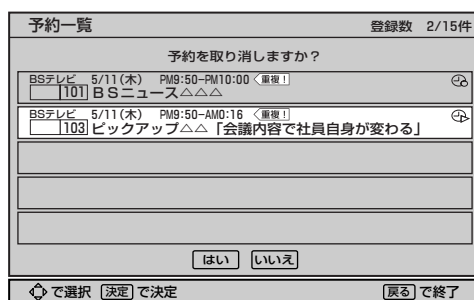 予約一覧 登録数 2/15件
予約を取り消しますか？
BSテレビ 5/11(木) PM9:50-PM10:00 重複!
101 BSニュース△△△
BSテレビ 5/11(木) PM9:50-AM0:16 重複!
103 ピックアップ△△「会議内容で社員自身が変わる」
はい いいえ
で選択 決定 で決定 戻る で終了